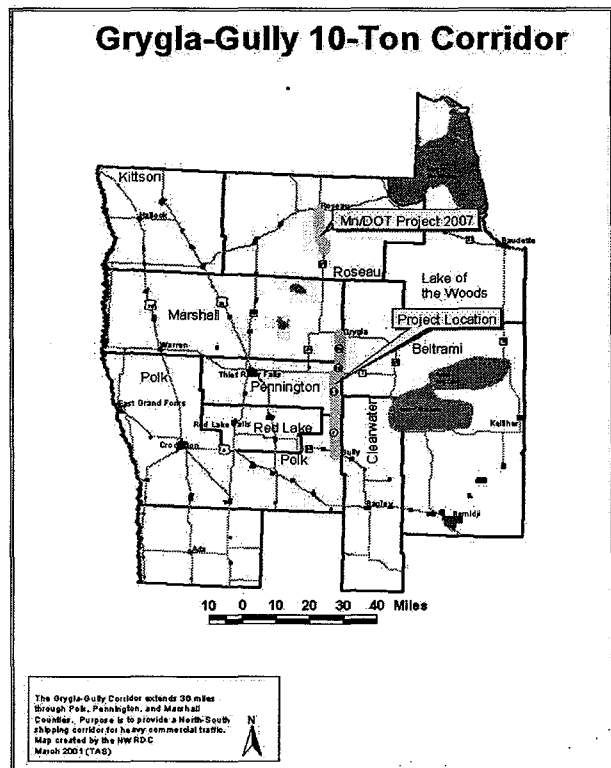 Grygla-Gully 10-Ton Corridor
Kittson
Hallock
Roseau
Mn/DOT Project 2007
Baudette
Roseau
Lake of
the Woods
Marshall
Grygla
Project Location
Warren
Beltrami
Polk
Thief River Falls
Pennington
East Grand Forks
Red Lake Falls
Red Lake
Clearwater
Kelliher
Crookston
Polk
Gully
Bagley
Bemidji
Ada
10 0 10 20 30 40 Miles
The Grygla-Gully Corridor extends 36 miles
through Polk, Pennington, and Marshall
Counties. Purpose is to provide a North-South
shipping corridor for heavy commercial traffic.
Map created by the NWRDC
March 2001 (TAS)
N